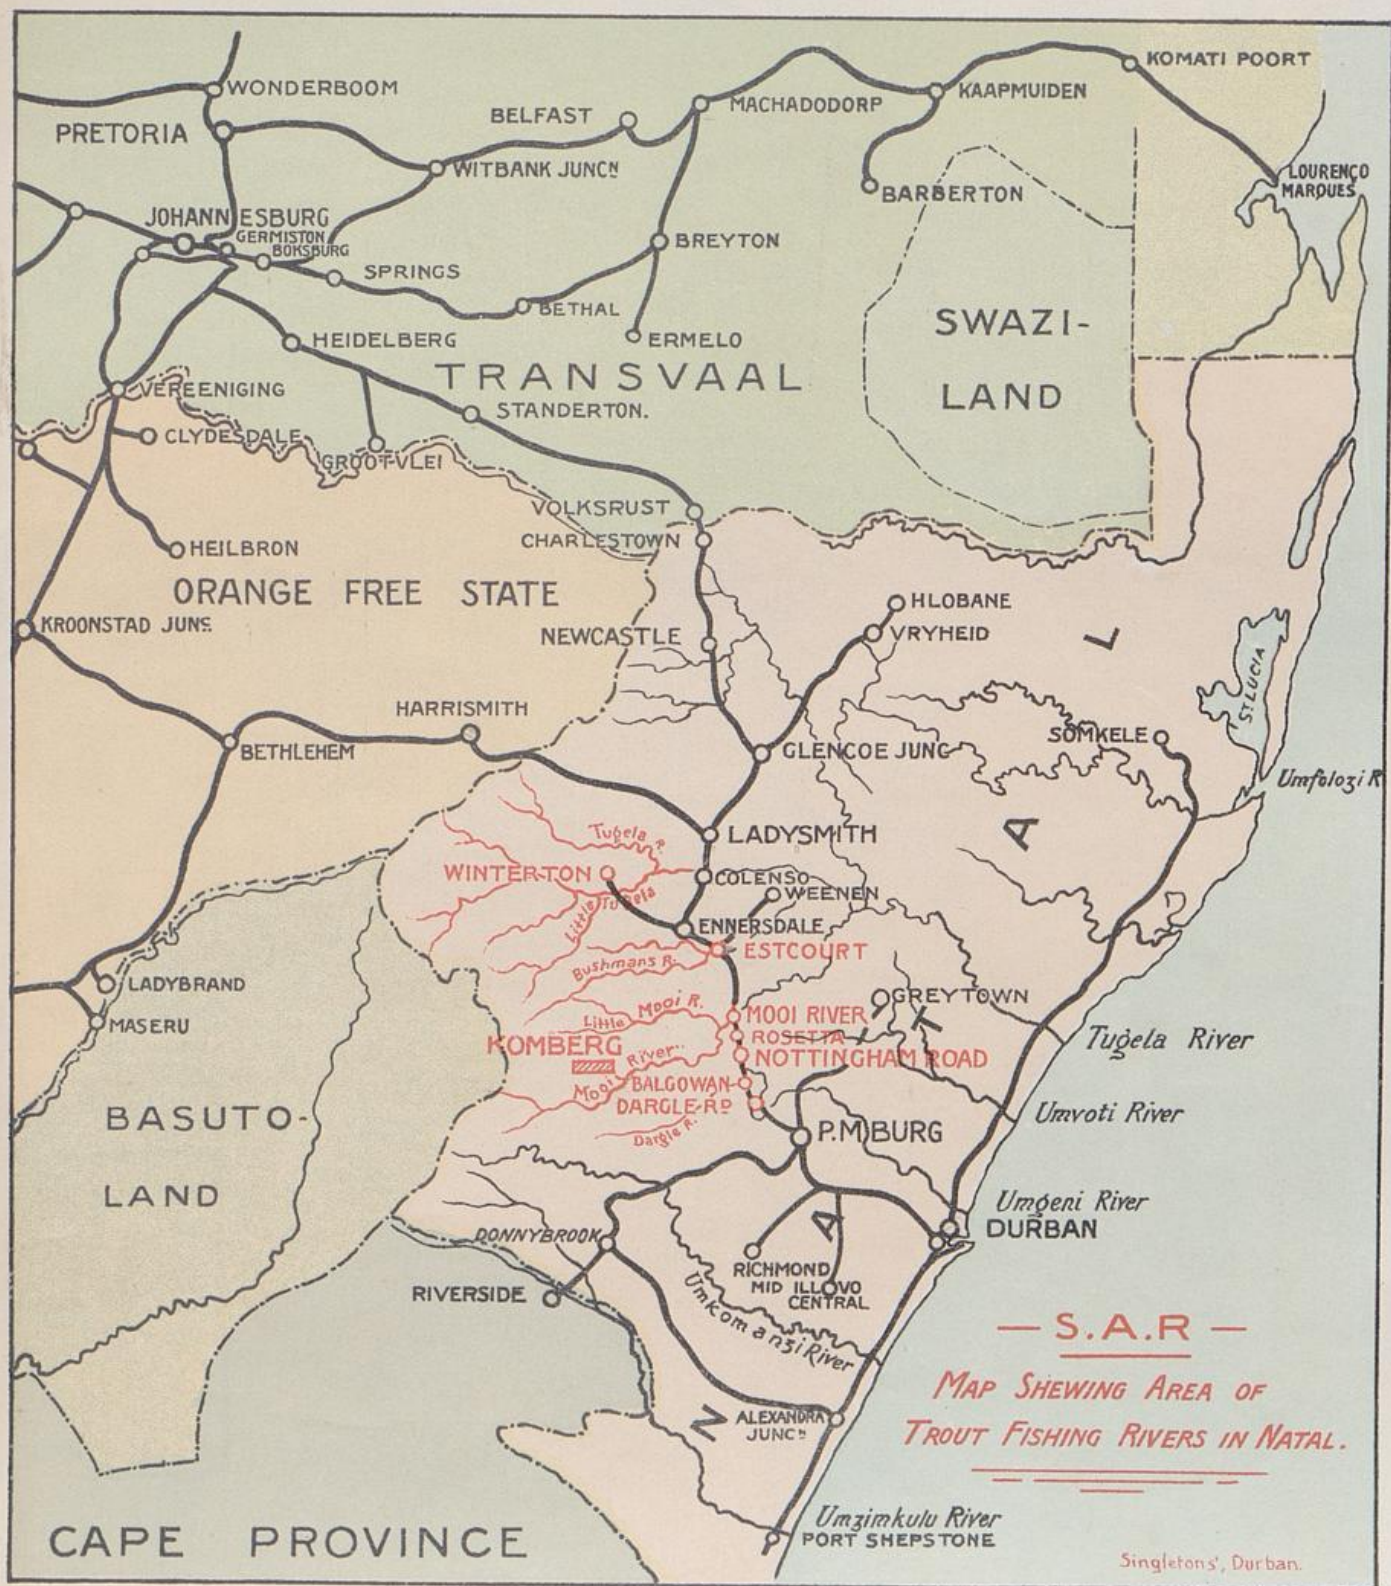 KOMATI POORT
WONDERBOOM
KAAPMUIDEN
MACHADODORP
BELFAST
PRETORIA
WITBANK JUNCN
LOURENÇO
MARQUES
BARBERTON
JOHANNESBURG
GERMISTON
BOKSBURG
BREYTON
SPRINGS
BETHAL
SWAZI-
LAND
HEIDELBERG
ERMELO
TRANSVAAL
VEREENIGING
STANDERTON.
CLYDESDALE
GROOTVLEI
VOLKSRUST
CHARLESTOWN
HEILBRON
ORANGE FREE STATE
HLOBANE
KROONSTAD JUNC
NEWCASTLE
VRYHEID
ST LUCIA
HARRISMITH
SOMKELE
BETHLEHEM
GLENCOE JUNC
Umfolozi R
Tugela R.
LADYSMITH
WINTERTON
COLENSO
WEENEN
Little Tugela
ENNERSDALE
ESTCOURT
Bushmans R.
LADYBRAND
GREYTOWN
Little Mooi R.
MOOI RIVER
MASERU
ROSETTA
Tugela River
KOMBERG
NOTTINGHAM ROAD
Mooi River
BALGOWAN
DARGLE RD
BASUTO-
LAND
Umvoti River
Dargle R.
P.M.BURG
Umgeni River
DURBAN
DONNYBROOK
RICHMOND
RIVERSIDE
MID ILLOVO
CENTRAL
Umkomanzi River
NATAL
— S.A.R —
MAP SHEWING AREA OF
TROUT FISHING RIVERS IN NATAL.
ALEXANDRA
JUNCN
Umzimkulu River
PORT SHEPSTONE
CAPE PROVINCE
Singletons', Durban.